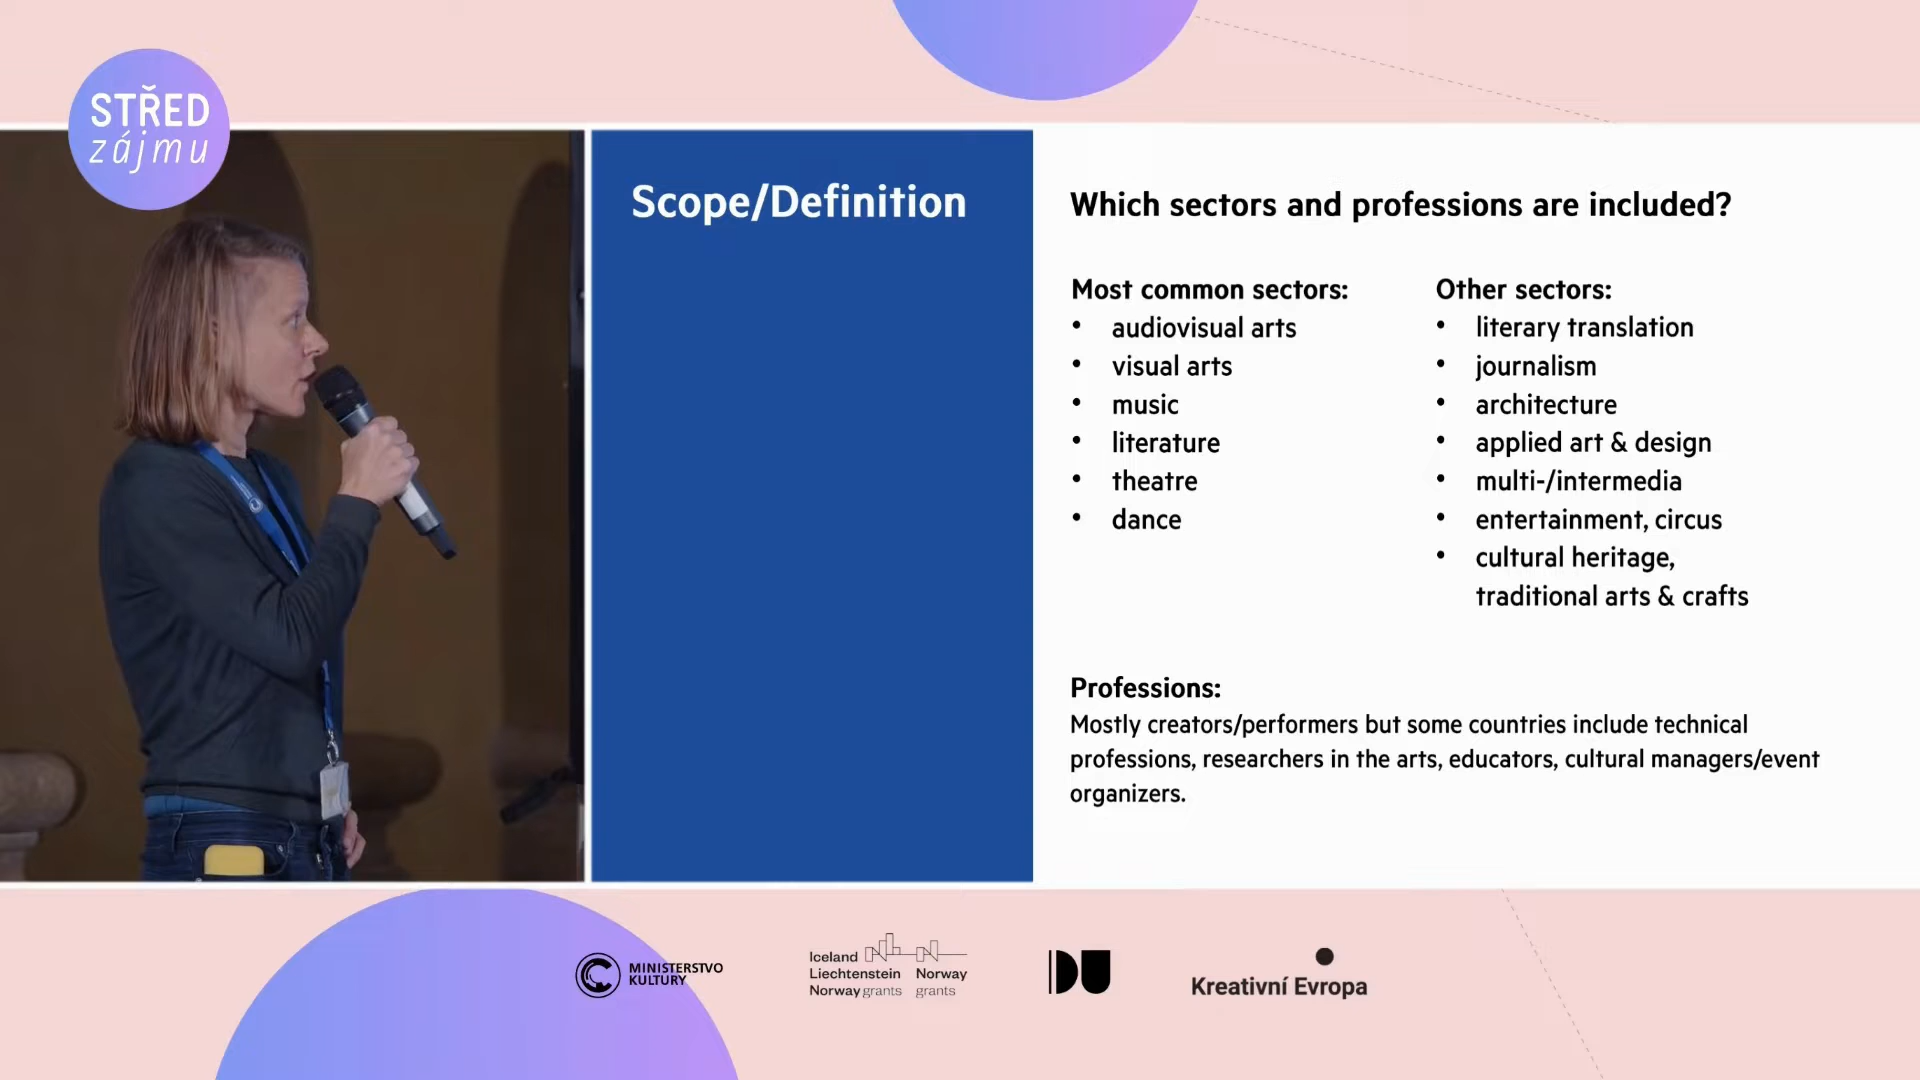 STŘED
zájmu
Scope/Definition
Which sectors and professions are included?
Most common sectors:
• audiovisual arts
• visual arts
• music
• literature
• theatre
• dance
Other sectors:
• literary translation
• journalism
• architecture
• applied art & design
• multi-/intermedia
• entertainment, circus
• cultural heritage,
traditional arts & crafts
Professions:
Mostly creators/performers but some countries include technical
professions, researchers in the arts, educators, cultural managers/event
organizers.
MINISTERSTVO
KULTURY
Iceland
Liechtenstein
Norway grants
Norway
grants
DU
Kreativní Evropa